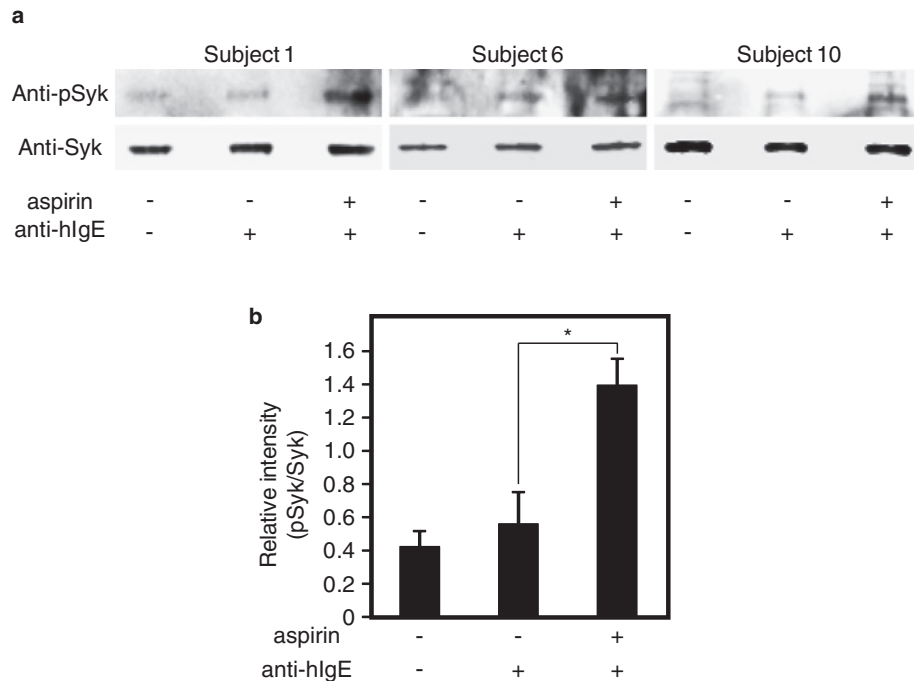 a
Subject 1 Subject 6 Subject 10
Anti-pSyk
Anti-Syk
aspirin - - + - - + - - +
anti-hIgE - + + - + + - + +
b
*
Relative intensity
(pSyk/Syk)
1.6
1.4
1.2
1.0
0.8
0.6
0.4
0.2
0
aspirin - - +
anti-hIgE - + +